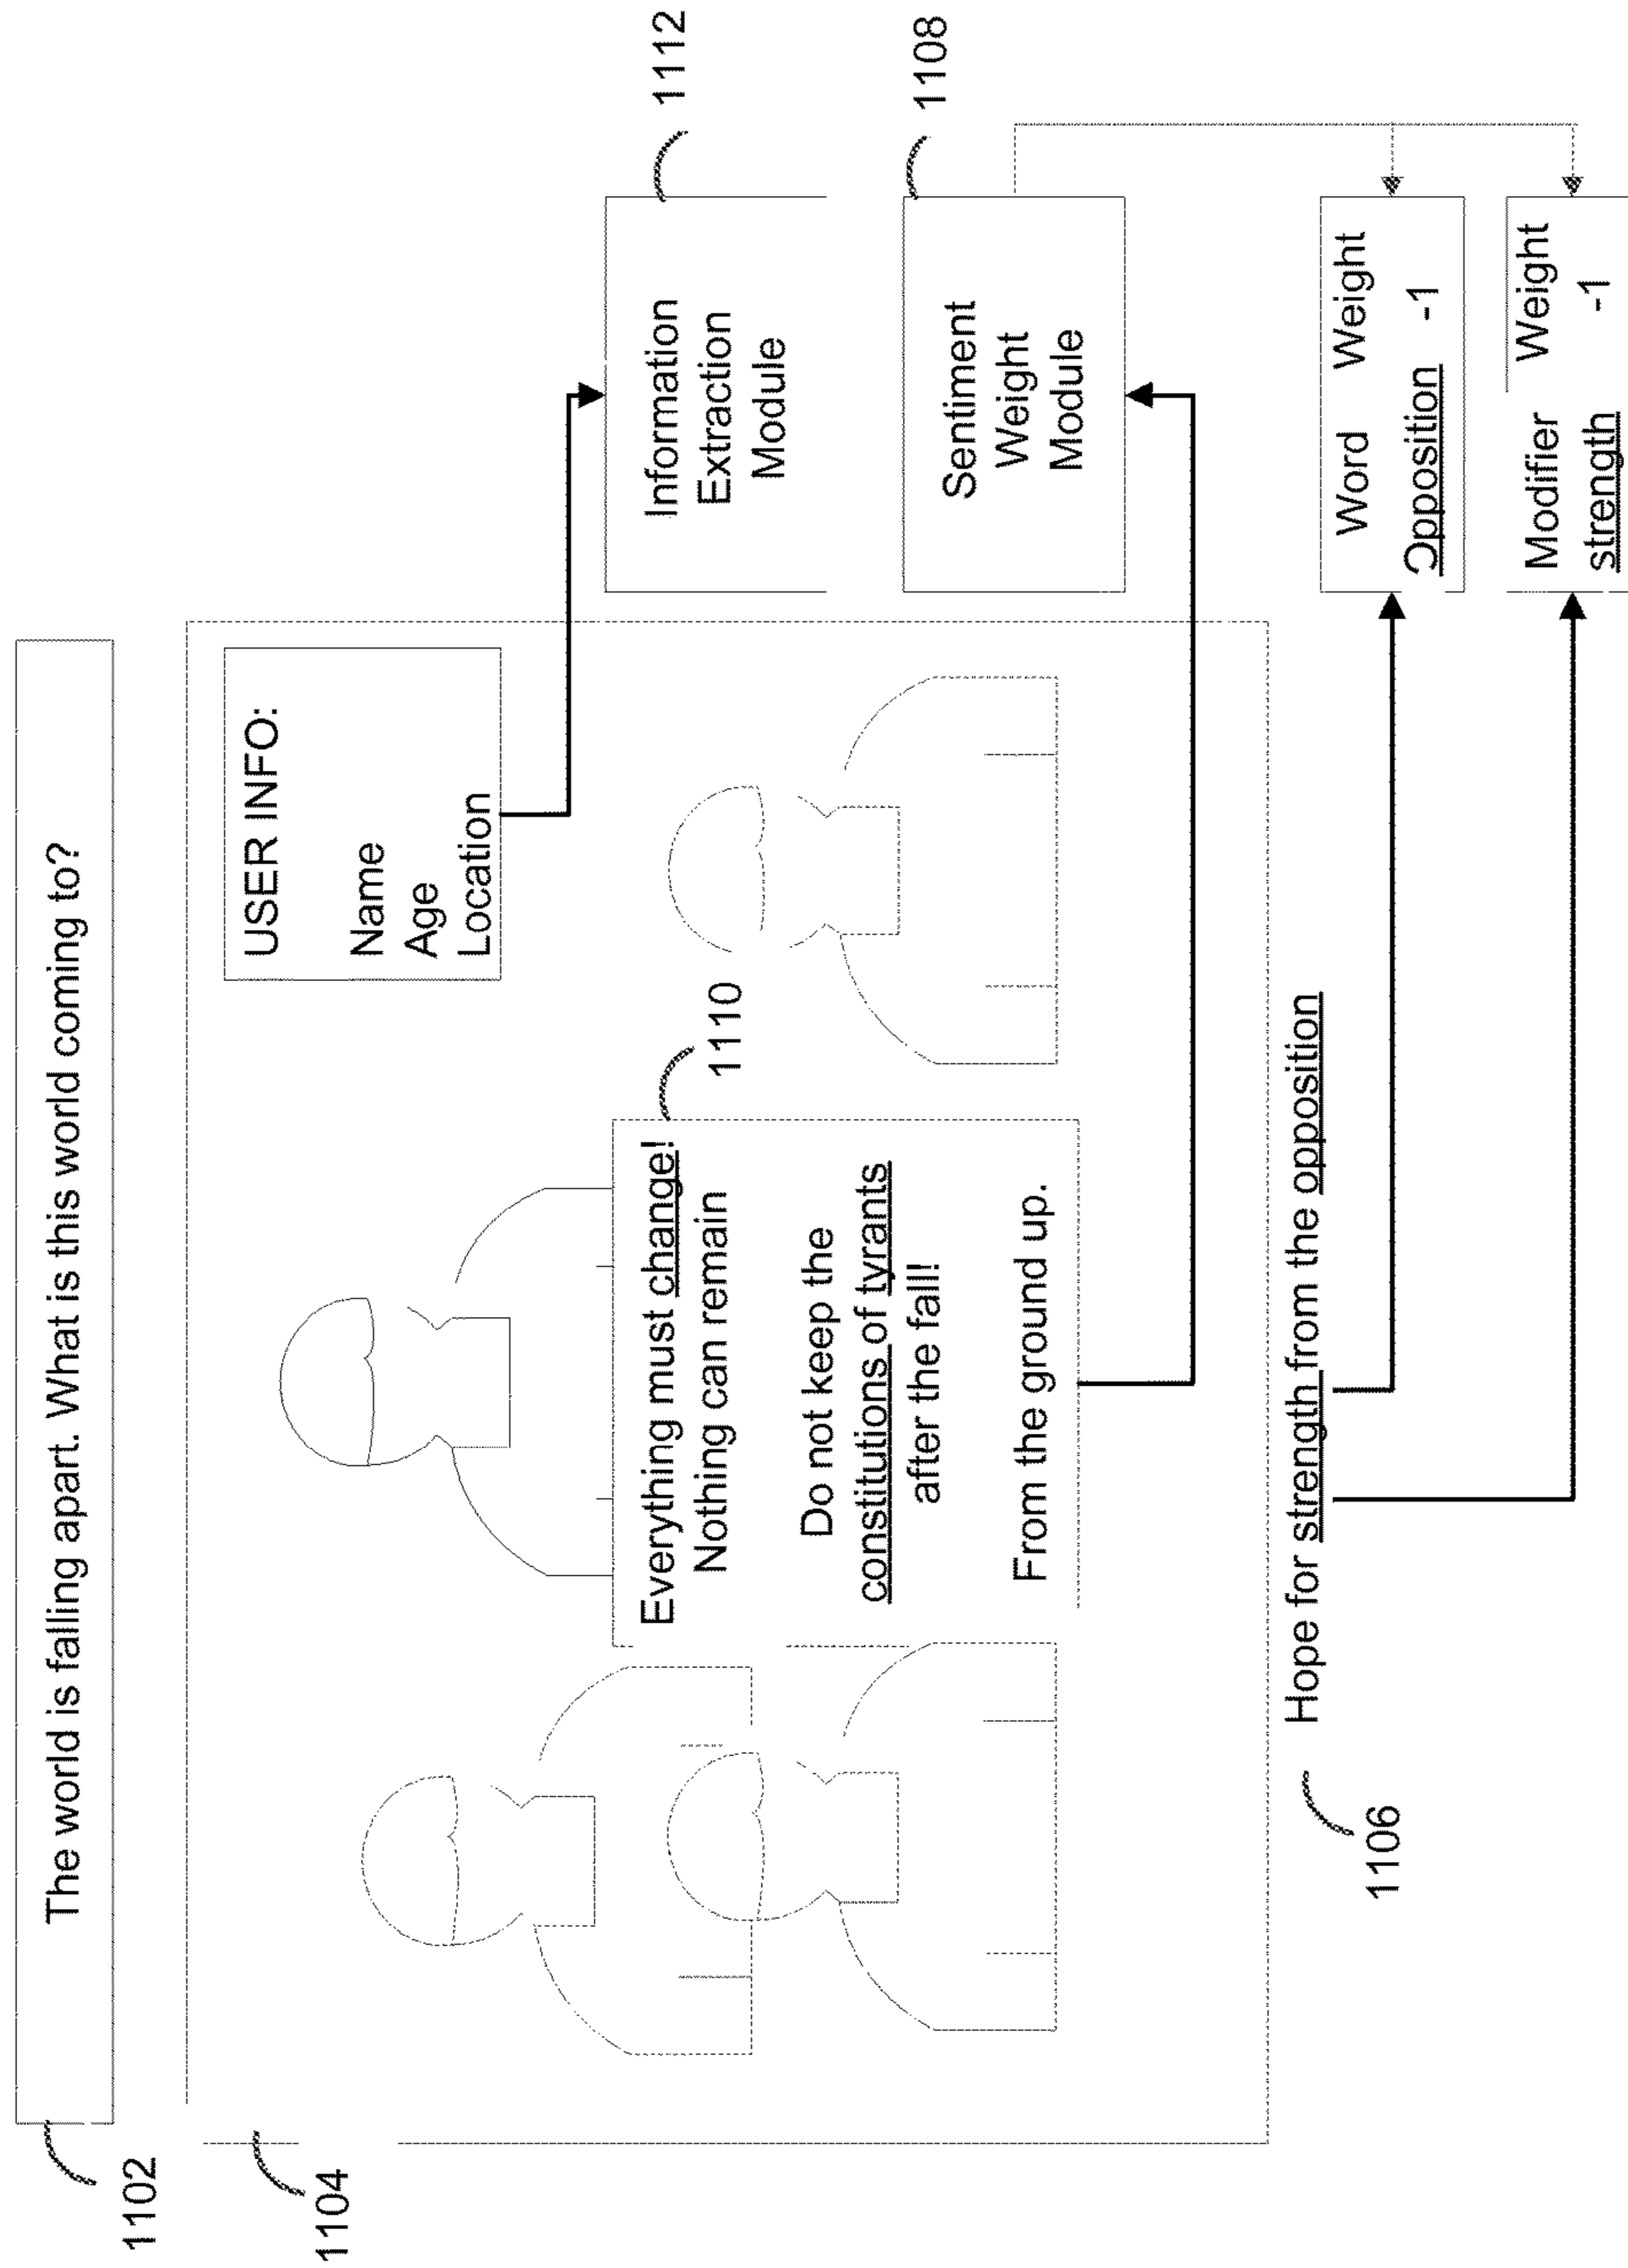 1102
The world is falling apart. What is this world coming to?
1104
USER INFO:
Name
Age
Location
1112
Information
Extraction
Module
1110
Everything must change!
Nothing can remain
Do not keep the
constitutions of tyrants
after the fall!
From the ground up.
1108
Sentiment
Weight
Module
1106
Hope for strength from the opposition
Word Weight
Opposition -1
Modifier Weight
strength -1